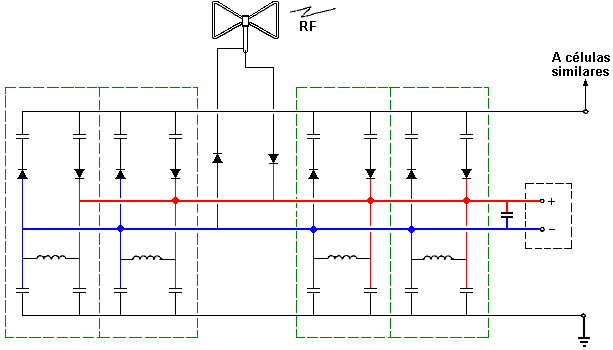 RF
A células
similares
+
−